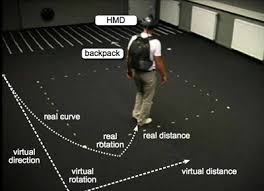 HMD
backpack
real curve
real
rotation
real distance
virtual
direction
virtual
rotation
virtual distance